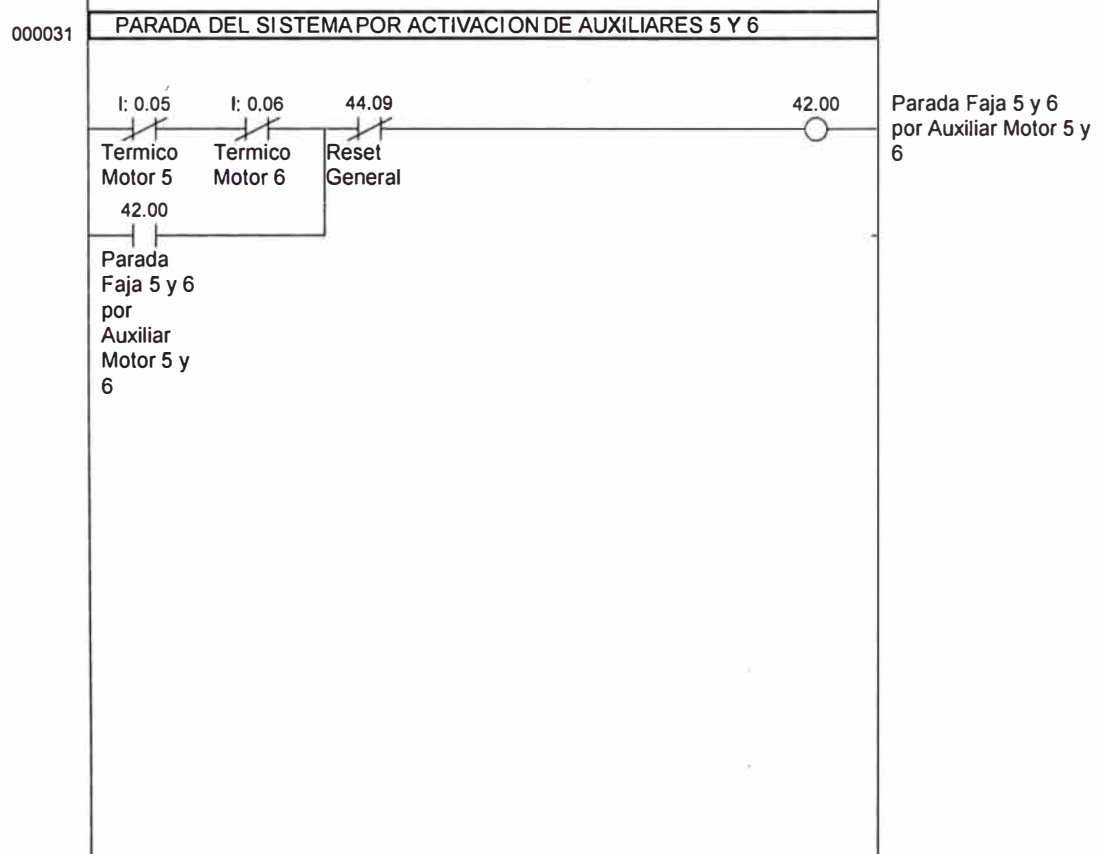 000031
PARADA DEL SISTEMA POR ACTIVACION DE AUXILIARES 5 Y 6
I: 0.05
I: 0.06
44.09
42.00
Termico
Motor 5
Termico
Motor 6
Reset
General
Parada Faja 5 y 6
por Auxiliar Motor 5 y
6
42.00
Parada
Faja 5 y 6
por
Auxiliar
Motor 5 y
6